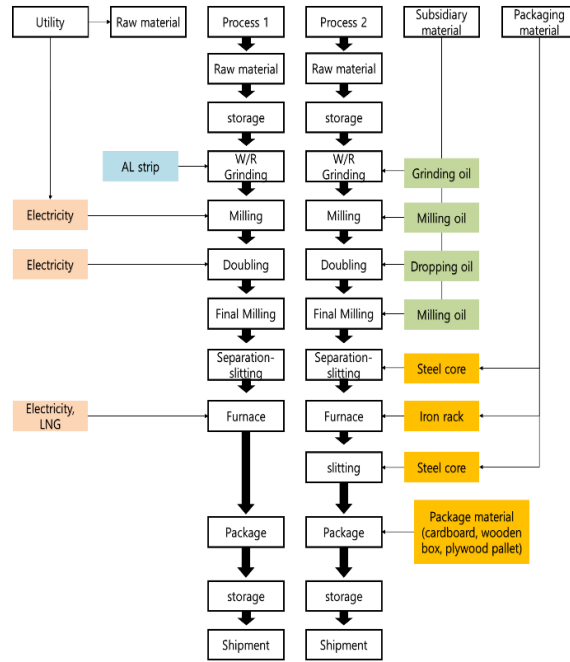 Utility
Raw material
Process 1
Process 2
Subsidiary
material
Packaging
material
Raw material
Raw material
storage
storage
AL strip
W/R
Grinding
W/R
Grinding
Grinding oil
Electricity
Milling
Milling
Milling oil
Electricity
Doubling
Doubling
Dropping oil
Final Milling
Final Milling
Milling oil
Separation-
slitting
Separation-
slitting
Steel core
Electricity,
LNG
Furnace
Furnace
Iron rack
slitting
Steel core
Package
Package
Package material
(cardboard, wooden
box, plywood pallet)
storage
storage
Shipment
Shipment